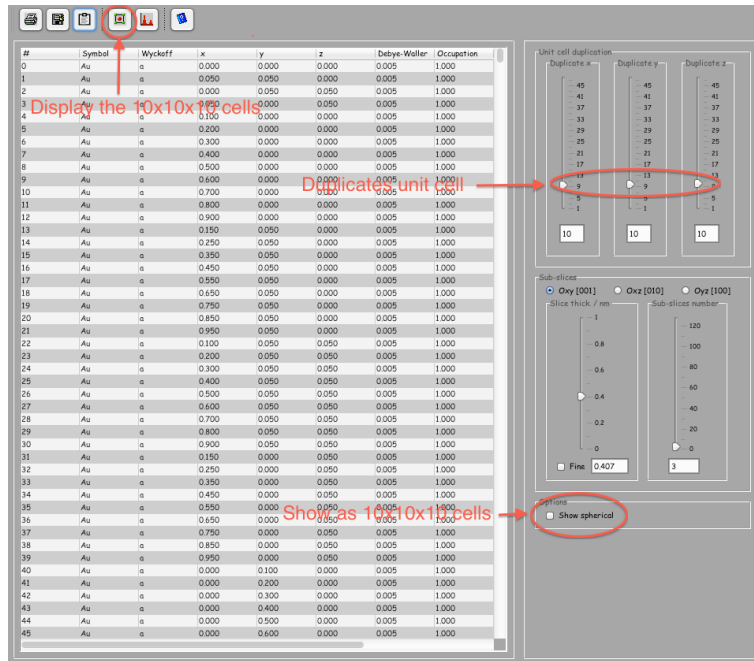 # Symbol Wyckoff x y z Debye-Waller Occupation
0 Au a 0.000 0.000 0.000 0.005 1.000
1 Au a 0.050 0.050 0.000 0.005 1.000
2 Au a 0.000 0.050 0.050 0.005 1.000
3 Au a 0.050 0.000 0.050 0.005 1.000
Display the 10x10x10 cells
4 Au a 0.100 0.000 0.000 0.005 1.000
5 Au a 0.200 0.000 0.000 0.005 1.000
6 Au a 0.300 0.000 0.000 0.005 1.000
7 Au a 0.400 0.000 0.000 0.005 1.000
8 Au a 0.500 0.000 0.000 0.005 1.000
9 Au a 0.600 0.000 0.000 0.005 1.000
Duplicates unit cell
10 Au a 0.700 0.000 0.000 0.005 1.000
11 Au a 0.800 0.000 0.000 0.005 1.000
12 Au a 0.900 0.000 0.000 0.005 1.000
13 Au a 0.150 0.050 0.000 0.005 1.000
14 Au a 0.250 0.050 0.000 0.005 1.000
15 Au a 0.350 0.050 0.000 0.005 1.000
16 Au a 0.450 0.050 0.000 0.005 1.000
17 Au a 0.550 0.050 0.000 0.005 1.000
18 Au a 0.650 0.050 0.000 0.005 1.000
19 Au a 0.750 0.050 0.000 0.005 1.000
20 Au a 0.850 0.050 0.000 0.005 1.000
21 Au a 0.950 0.050 0.000 0.005 1.000
22 Au a 0.100 0.050 0.050 0.005 1.000
23 Au a 0.200 0.050 0.050 0.005 1.000
24 Au a 0.300 0.050 0.050 0.005 1.000
25 Au a 0.400 0.050 0.050 0.005 1.000
26 Au a 0.500 0.050 0.050 0.005 1.000
27 Au a 0.600 0.050 0.050 0.005 1.000
28 Au a 0.700 0.050 0.050 0.005 1.000
29 Au a 0.800 0.050 0.050 0.005 1.000
30 Au a 0.900 0.050 0.050 0.005 1.000
31 Au a 0.150 0.000 0.050 0.005 1.000
32 Au a 0.250 0.000 0.050 0.005 1.000
33 Au a 0.350 0.000 0.050 0.005 1.000
34 Au a 0.450 0.000 0.050 0.005 1.000
35 Au a 0.550 0.000 0.050 0.005 1.000
Show as 10x10x10 cells
36 Au a 0.650 0.000 0.050 0.005 1.000
37 Au a 0.750 0.000 0.050 0.005 1.000
38 Au a 0.850 0.000 0.050 0.005 1.000
39 Au a 0.950 0.000 0.050 0.005 1.000
40 Au a 0.000 0.100 0.000 0.005 1.000
41 Au a 0.000 0.200 0.000 0.005 1.000
42 Au a 0.000 0.300 0.000 0.005 1.000
43 Au a 0.000 0.400 0.000 0.005 1.000
44 Au a 0.000 0.500 0.000 0.005 1.000
45 Au a 0.000 0.600 0.000 0.005 1.000
Unit cell duplication
Duplicate x Duplicate y Duplicate z
45 45 45
41 41 41
37 37 37
33 33 33
29 29 29
25 25 25
21 21 21
17 17 17
13 13 13
9 9
5 5 5
1 1 1
10 10 10
Sub-slices
Oxy [001] Oxz [010] Oyz [100]
Slice thick. / nm Sub-slices number
1
120
0.8 100
80
0.6
60
0.4
40
0.2 20
0 0
Fine 0.407 3
Options
Show spherical